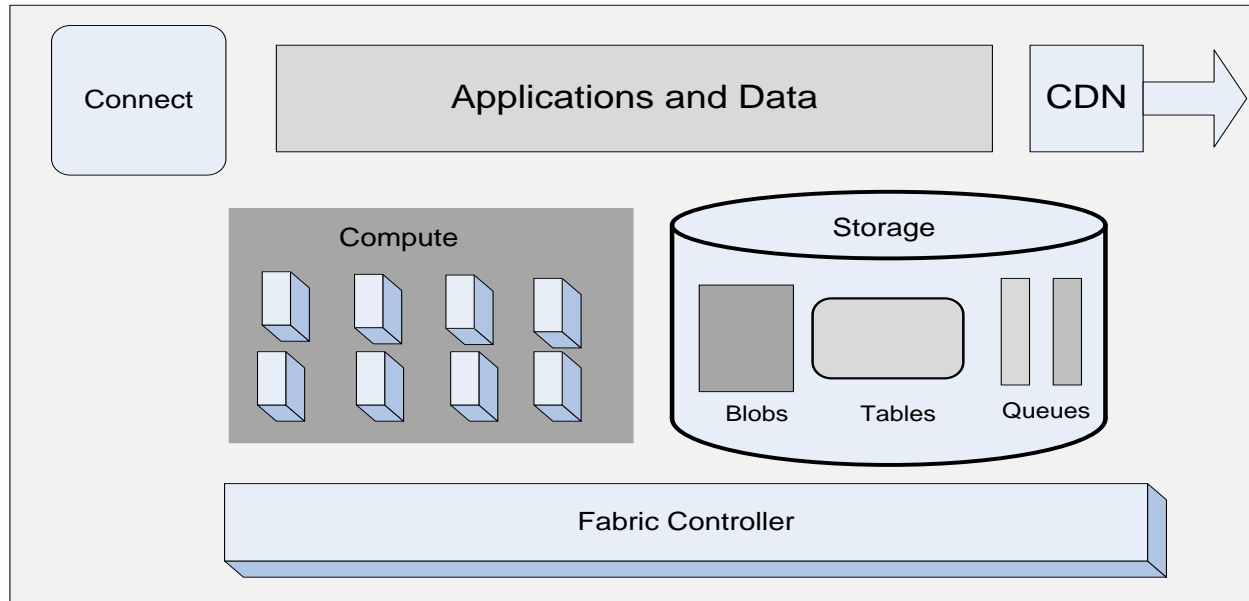 Connect
Applications and Data
CDN
Compute
Storage
Blobs
Tables
Queues
Fabric Controller